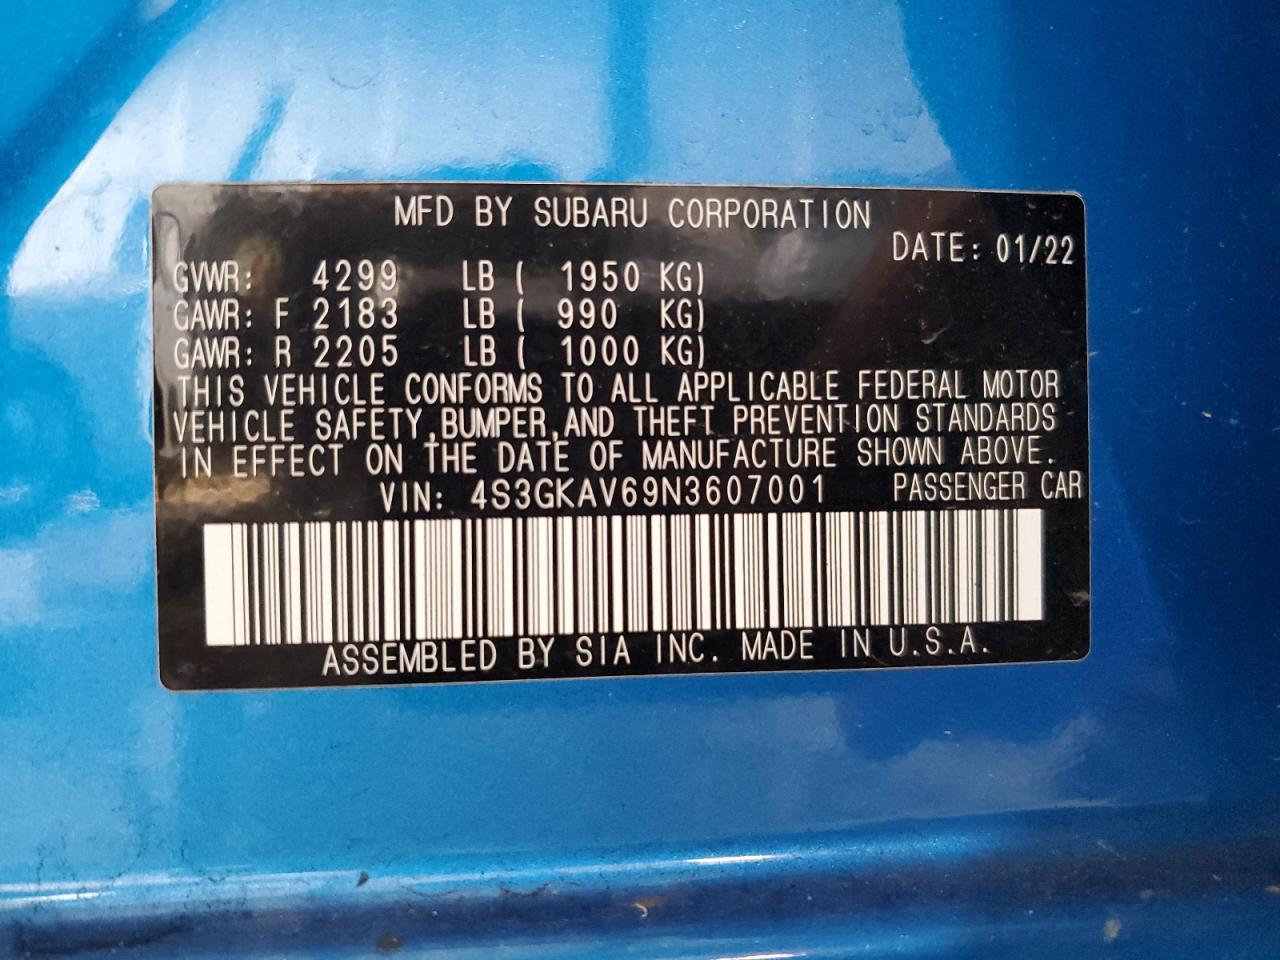 MFD BY SUBARU CORPORATION
DATE: 01/22
GVWR: 4299 LB ( 1950 KG)
GAWR: F 2183 LB ( 990 KG)
GAWR: R 2205 LB ( 1000 KG)
THIS VEHICLE CONFORMS TO ALL APPLICABLE FEDERAL MOTOR
VEHICLE SAFETY,BUMPER,AND THEFT PREVENTION STANDARDS
IN EFFECT ON THE DATE OF MANUFACTURE SHOWN ABOVE.
VIN: 4S3GKAV69N3607001 PASSENGER CAR
ASSEMBLED BY SIA INC. MADE IN U.S.A.